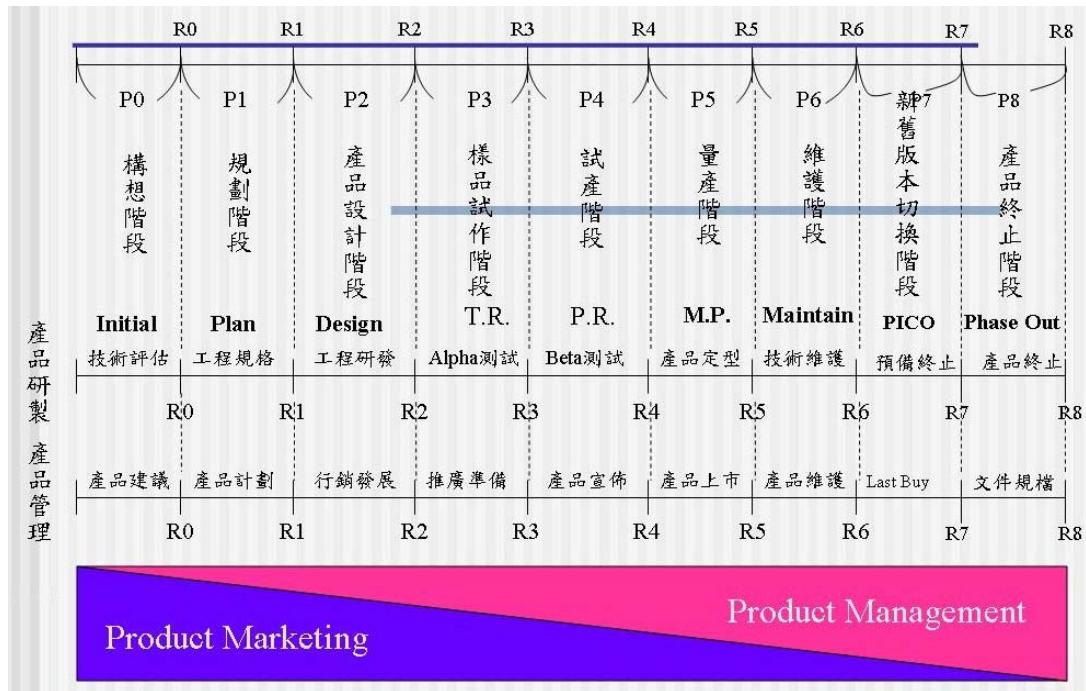 R0 R1 R2 R3 R4 R5 R6 R7 R8
P0 P1 P2 P3 P4 P5 P6 P7 P8
構想階段
規劃階段
產品設計階段
樣品試作階段
試產階段
量產階段
維護階段
新舊版本切換階段
產品終止階段
Initial Plan Design T.R. P.R. M.P. Maintain PICO Phase Out
產品研製
技術評估 工程規格 工程研發 Alpha測試 Beta測試 產品定型 技術維護 預備終止 產品終止
R0 R1 R2 R3 R4 R5 R6 R7 R8
產品管理
產品建議 產品計劃 行銷發展 推廣準備 產品宣佈 產品上市 產品維護 Last Buy 文件規檔
R0 R1 R2 R3 R4 R5 R6 R7 R8
Product Management
Product Marketing